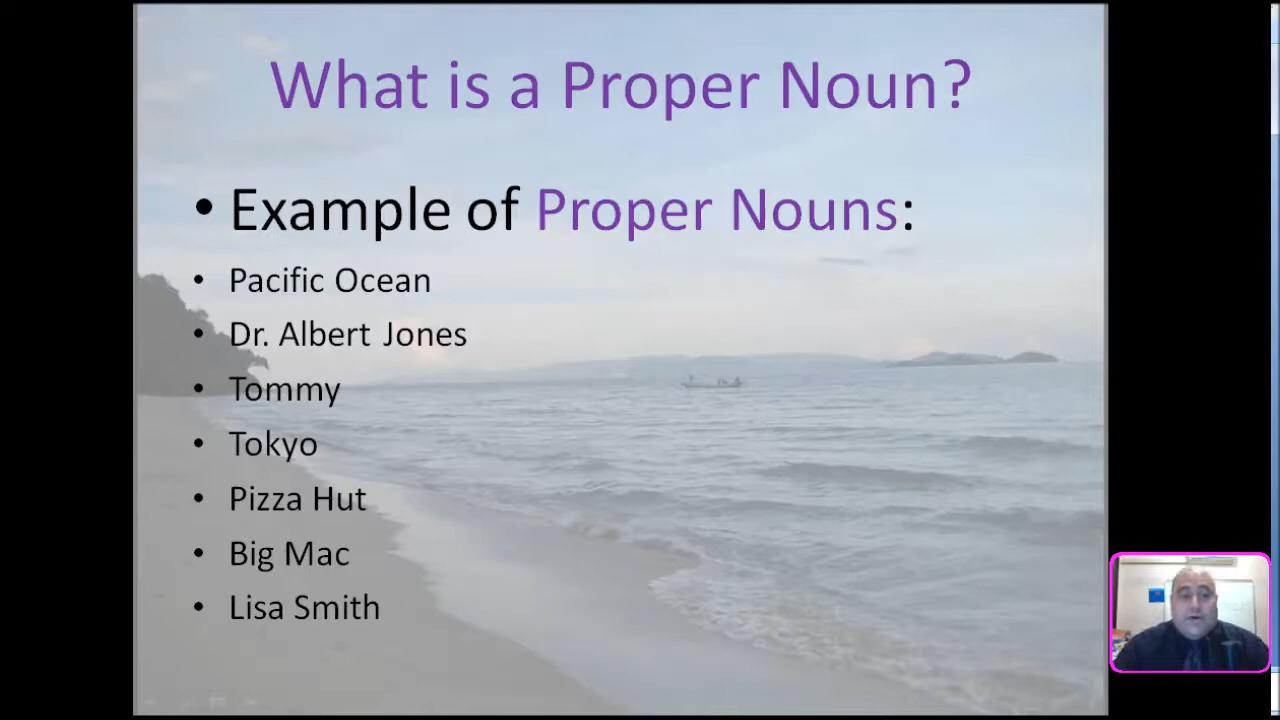 What is a Proper Noun?
• Example of Proper Nouns:
• Pacific Ocean
• Dr. Albert Jones
• Tommy
• Tokyo
• Pizza Hut
• Big Mac
• Lisa Smith